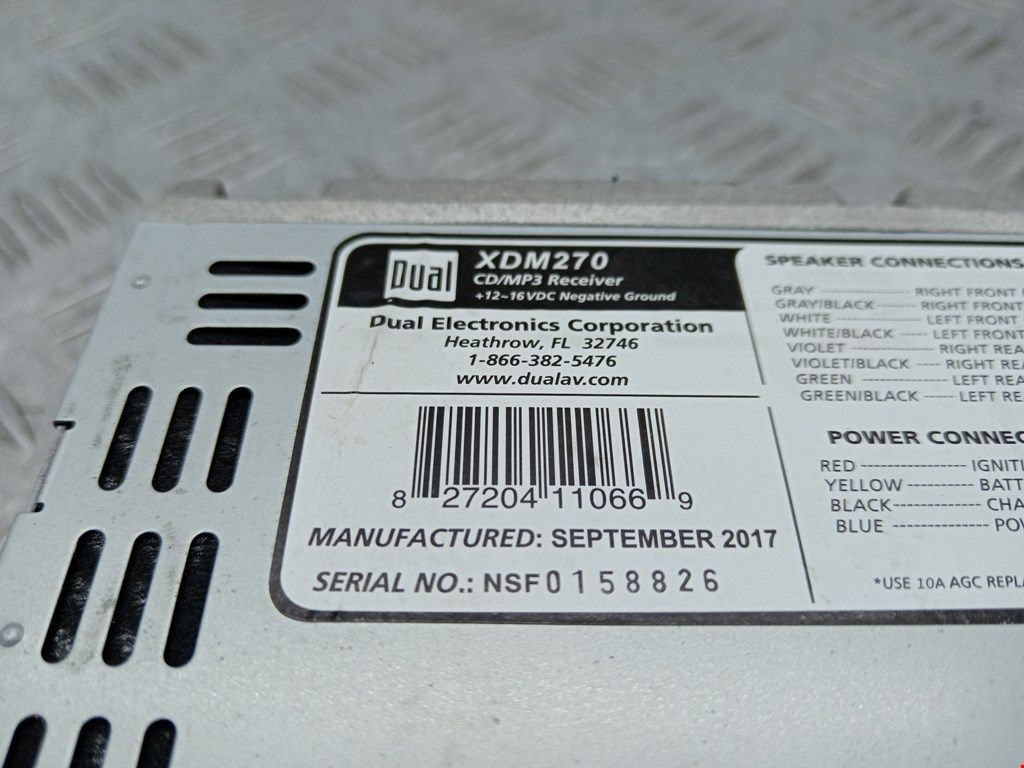 Dual
XDM270
CD/MP3 Receiver
+12~16VDC Negative Ground
Dual Electronics Corporation
Heathrow, FL 32746
1-866-382-5476
www.dualav.com
8 27204 11066 9
MANUFACTURED: SEPTEMBER 2017
SERIAL NO.: NSF0158826
SPEAKER CONNECTIONS
GRAY ---------- RIGHT FRONT
GRAY/BLACK ------- RIGHT FRONT
WHITE ------------- LEFT FRONT
WHITE/BLACK ------ LEFT FRONT
VIOLET ------------- RIGHT REA
VIOLET/BLACK ---- RIGHT REA
GREEN -------------- LEFT REA
GREEN/BLACK ----- LEFT REA
POWER CONNEC
RED ---------------- IGNITI
YELLOW ----------- BATT
BLACK ------------- CHA
BLUE -------------- POW
*USE 10A AGC REPLA